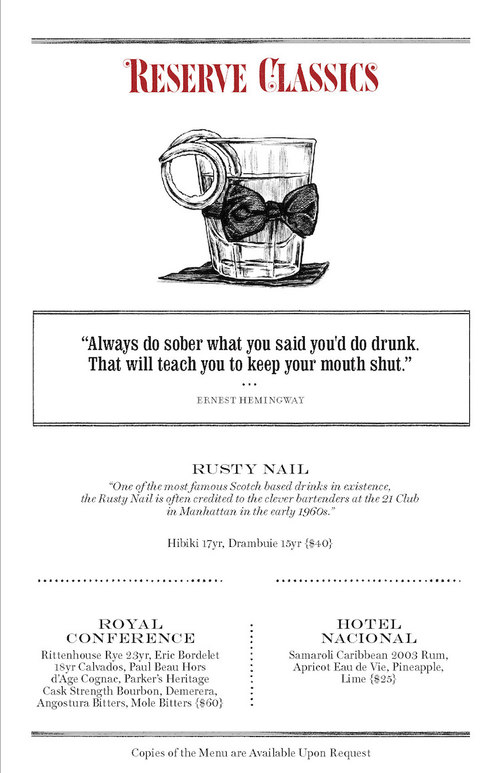 RESERVE CLASSICS
“Always do sober what you said you'd do drunk.
That will teach you to keep your mouth shut.”
•••
ERNEST HEMINGWAY
RUSTY NAIL
“One of the most famous Scotch based drinks in existence,
the Rusty Nail is often credited to the clever bartenders at the 21 Club
in Manhattan in the early 1960s.”
Hibiki 17yr, Drambuie 15yr {$40}
ROYAL
CONFERENCE
Rittenhouse Rye 23yr, Eric Bordelet
18yr Calvados, Paul Beau Hors
d'Age Cognac, Parker's Heritage
Cask Strength Bourbon, Demerera,
Angostura Bitters, Mole Bitters {$60}
HOTEL
NACIONAL
Samaroli Caribbean 2003 Rum,
Apricot Eau de Vie, Pineapple,
Lime {$25}
Copies of the Menu are Available Upon Request